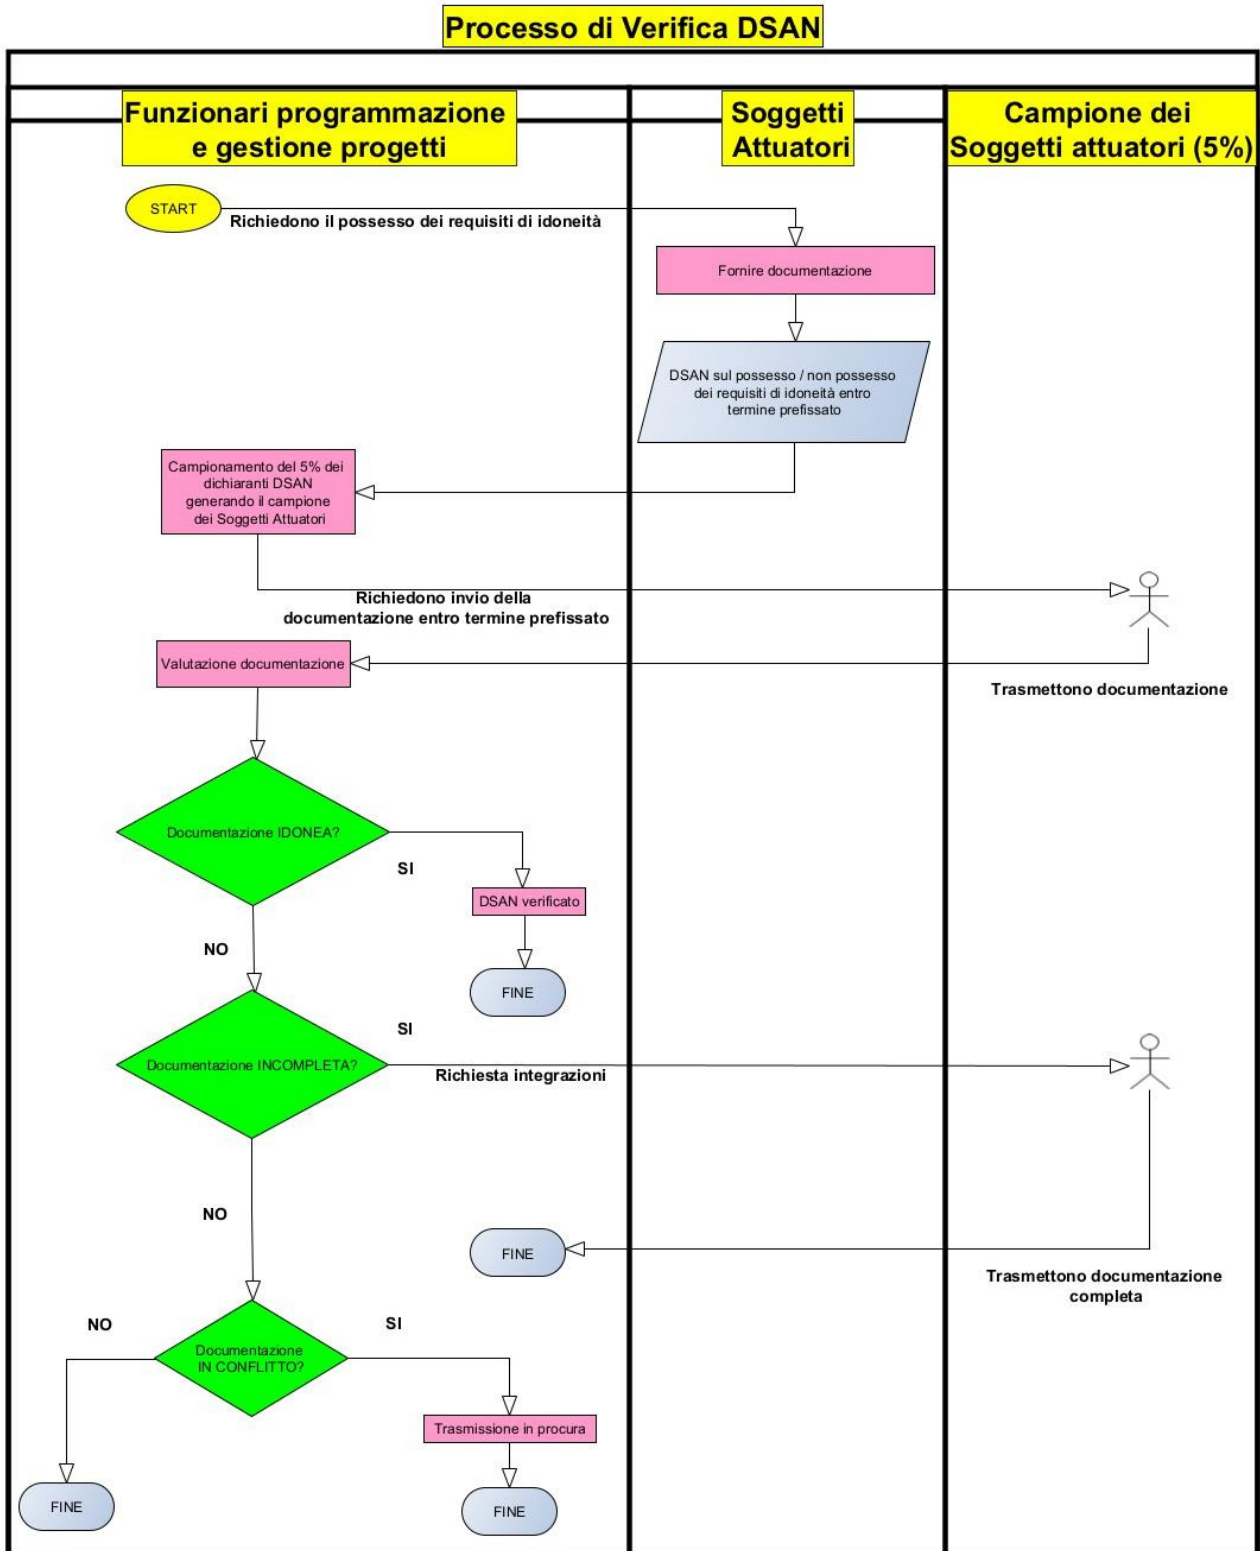 Processo di Verifica DSAN
Funzionari programmazione
e gestione progetti
Soggetti
Attuatori
Campione dei
Soggetti attuatori (5%)
START
Richiedono il possesso dei requisiti di idoneità
Fornire documentazione
DSAN sul possesso / non possesso
dei requisiti di idoneità entro
termine prefissato
Campionamento del 5% dei
dichiaranti DSAN
generando il campione
dei Soggetti Attuatori
Richiedono invio della
documentazione entro termine prefissato
Valutazione documentazione
Trasmettono documentazione
Documentazione IDONEA?
SI
DSAN verificato
NO
FINE
SI
Documentazione INCOMPLETA?
Richiesta integrazioni
NO
FINE
Trasmettono documentazione
completa
NO
SI
Documentazione
IN CONFLITTO?
Trasmissione in procura
FINE
FINE